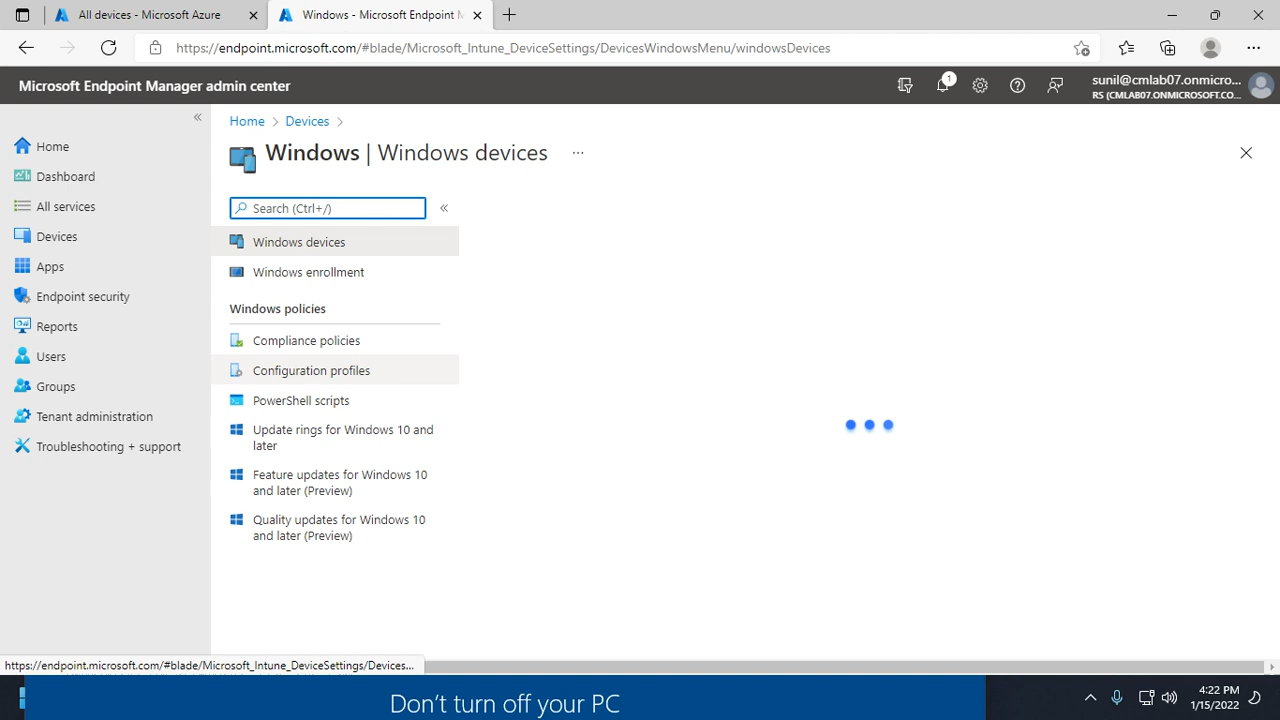 All devices - Microsoft Azure
Windows - Microsoft Endpoint M
https://endpoint.microsoft.com/#blade/Microsoft_Intune_DeviceSettings/DevicesWindowsMenu/windowsDevices
Microsoft Endpoint Manager admin center
1
sunil@cmlab07.onmicro...
RS (CMLAB07.ONMICROSOFT.CO...
Home
Dashboard
All services
Devices
Apps
Endpoint security
Reports
Users
Groups
Tenant administration
Troubleshooting + support
Home > Devices >
Windows | Windows devices ...
Search (Ctrl+/)
Windows devices
Windows enrollment
Windows policies
Compliance policies
Configuration profiles
PowerShell scripts
Update rings for Windows 10 and
later
Feature updates for Windows 10
and later (Preview)
Quality updates for Windows 10
and later (Preview)
https://endpoint.microsoft.com/#blade/Microsoft_Intune_DeviceSettings/Devices...
Don't turn off your PC
4:22 PM
1/15/2022